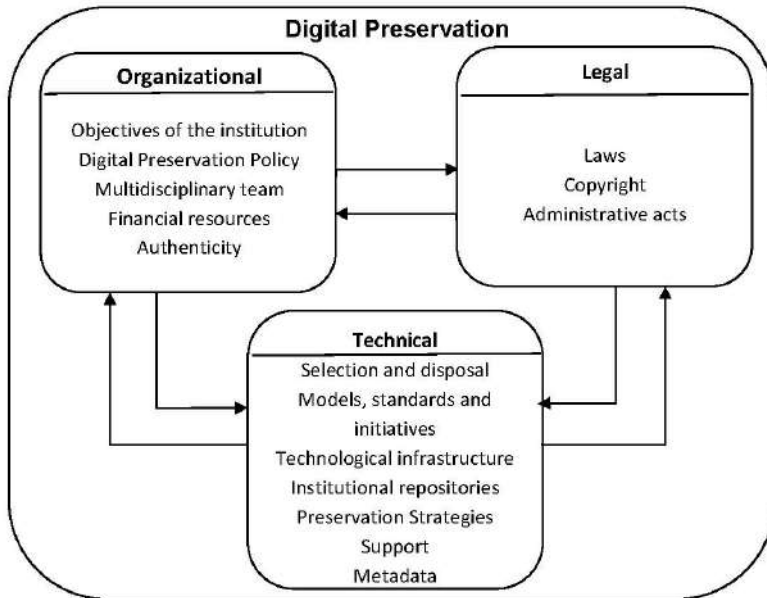 Digital Preservation
Organizational
Objectives of the institution
Digital Preservation Policy
Multidisciplinary team
Financial resources
Authenticity
Legal
Laws
Copyright
Administrative acts
Technical
Selection and disposal
Models, standards and
initiatives
Technological infrastructure
Institutional repositories
Preservation Strategies
Support
Metadata